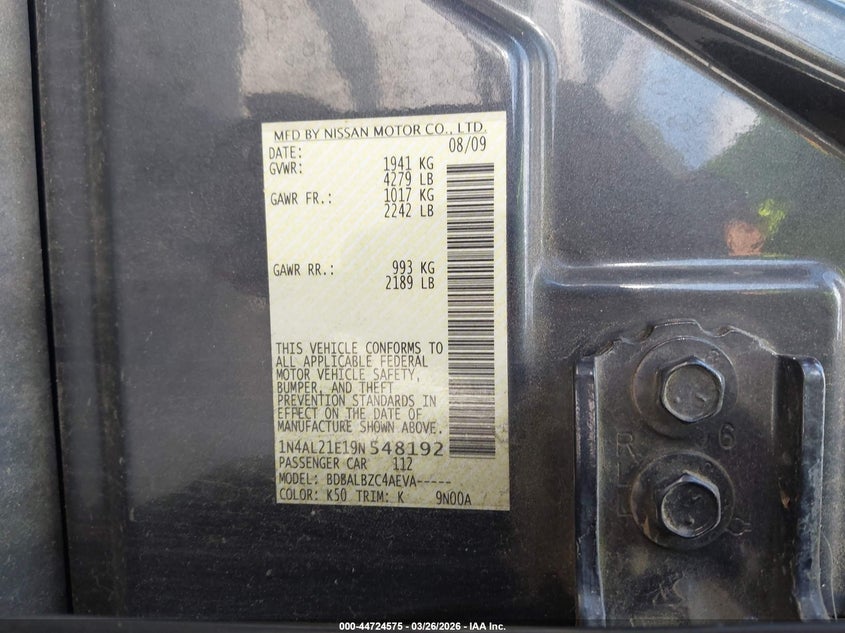 MFD BY NISSAN MOTOR CO., LTD.
DATE: 08/09
GVWR: 1941 KG
4279 LB
GAWR FR.: 1017 KG
2242 LB
GAWR RR.: 993 KG
2189 LB
THIS VEHICLE CONFORMS TO
ALL APPLICABLE FEDERAL
MOTOR VEHICLE SAFETY,
BUMPER, AND THEFT
PREVENTION STANDARDS IN
EFFECT ON THE DATE OF
MANUFACTURE SHOWN ABOVE.
1N4AL21E19N548192
PASSENGER CAR 112
MODEL: BDBALBZC4AEVA-----
COLOR: K50 TRIM: K 9N00A
000-44724575 — 03/26/2026 — IAA Inc.